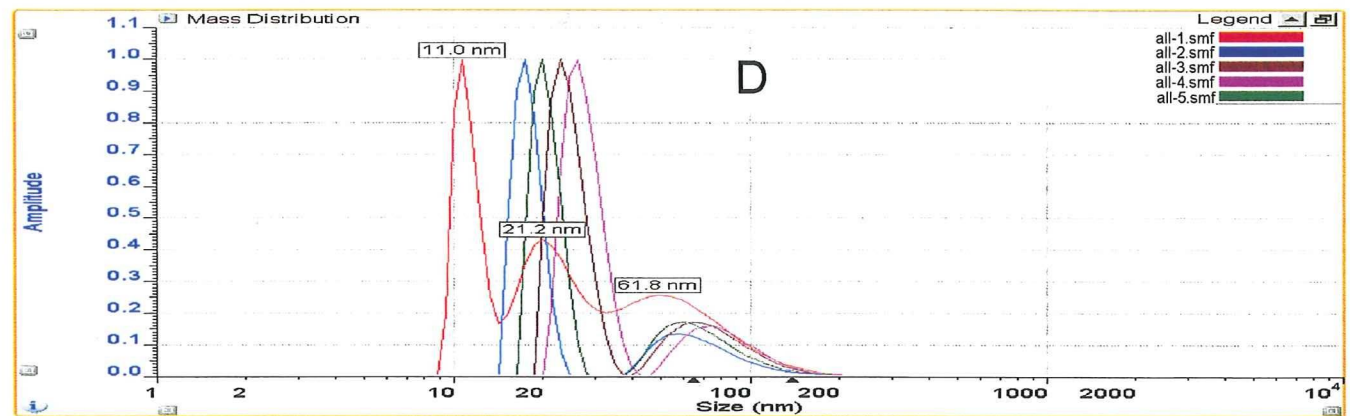 Mass Distribution
Legend
all-1.smf
all-2.smf
all-3.smf
all-4.smf
all-5.smf
D
11.0 nm
21.2 nm
61.8 nm
Amplitude
1.1
1.0
0.9
0.8
0.7
0.6
0.5
0.4
0.3
0.2
0.1
0.0
1 2 10 20 100 200 1000 2000 10⁴
Size (nm)